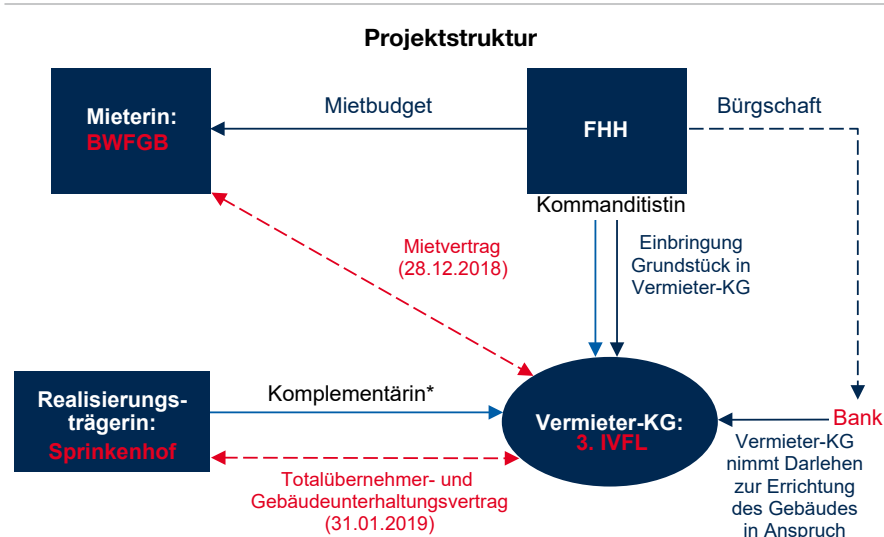 Projektstruktur
Mieterin:
BWFGB
Mietbudget
FHH
Bürgschaft
Kommanditistin
Mietvertrag
(28.12.2018)
Einbringung
Grundstück in
Vermieter-KG
Realisierungs-
trägerin:
Sprinkenhof
Komplementärin*
Vermieter-KG:
3. IVFL
Bank
Totalübernehmer- und
Gebäudeunterhaltungsvertrag
(31.01.2019)
Vermieter-KG
nimmt Darlehen
zur Errichtung
des Gebäudes
in Anspruch